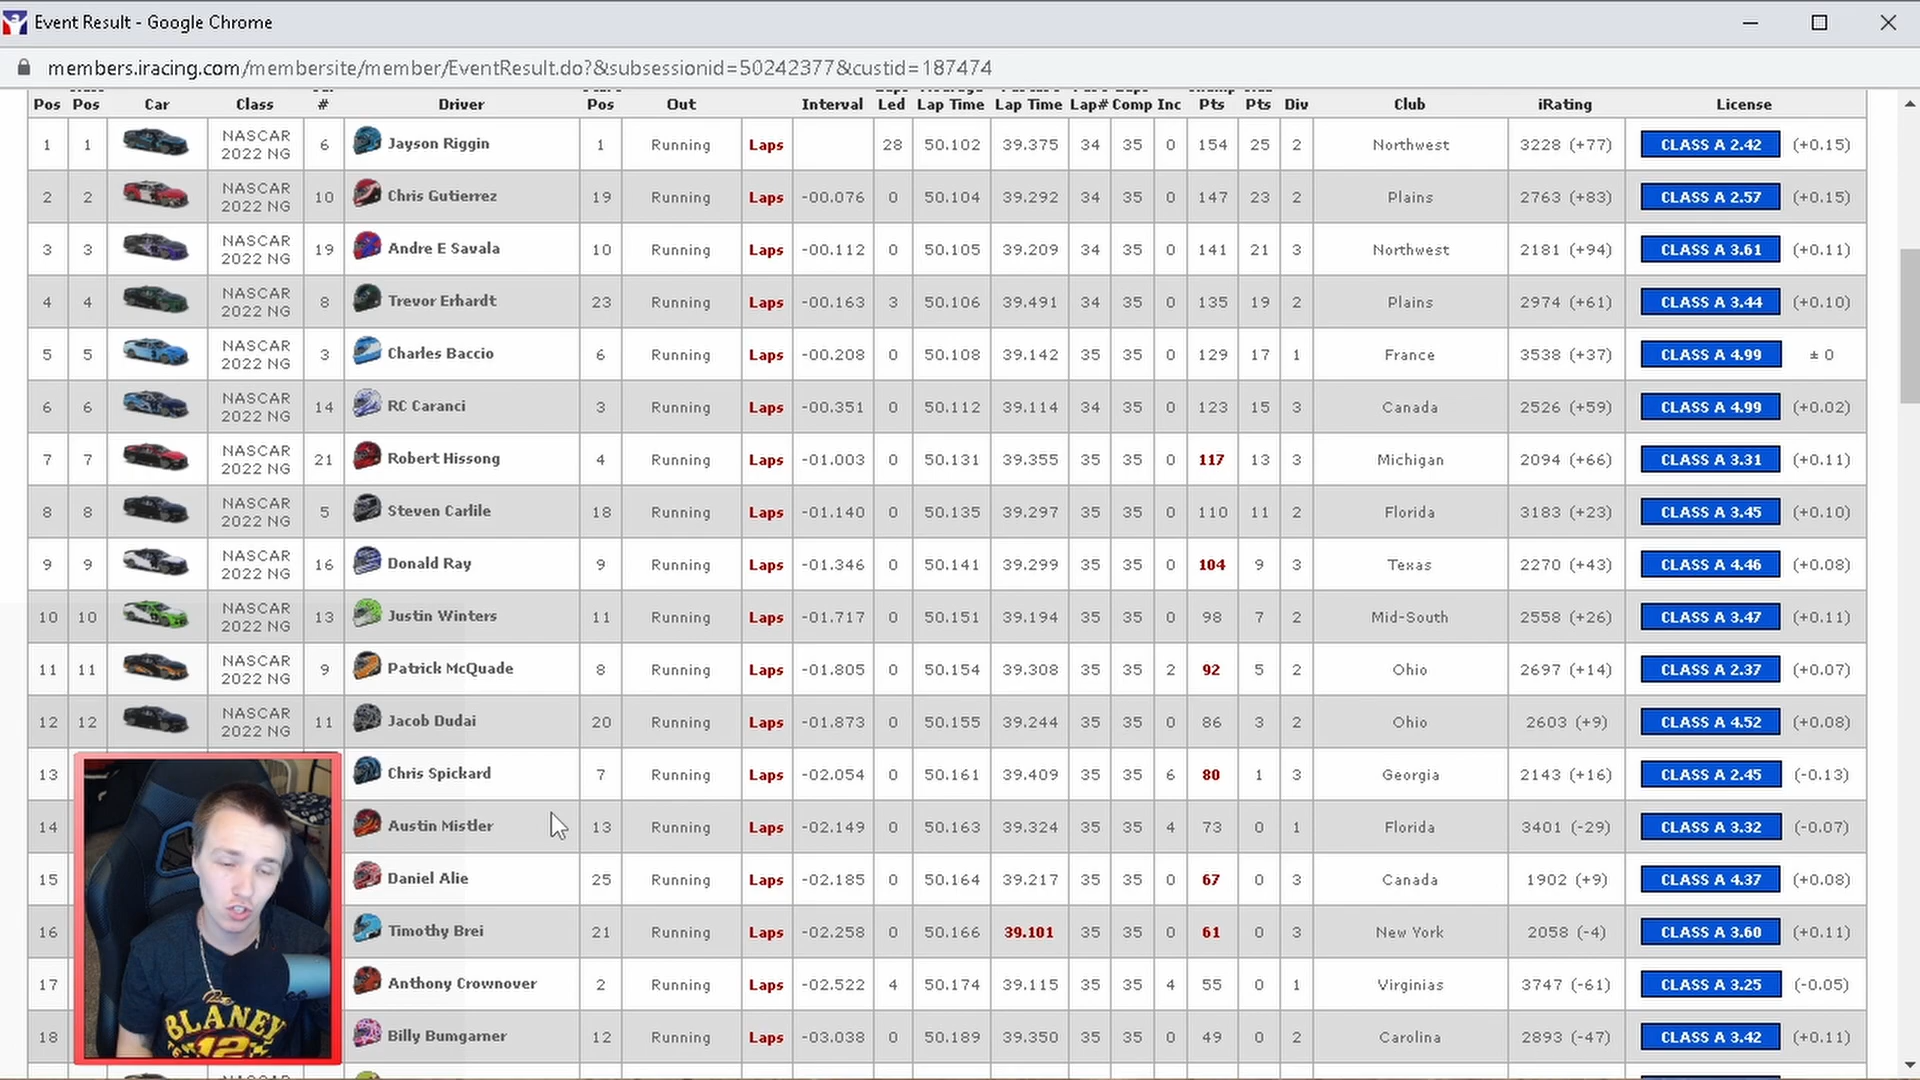 Event Result - Google Chrome
members.iracing.com/membersite/member/EventResult.do?&subsessionid=50242377&custid=187474
Pos Pos Car Class # Driver Pos Out Interval Led Lap Time Lap Time Lap# Comp Inc Pts Pts Div Club iRating License
1 1 NASCAR 2022 NG 6 Jayson Riggin 1 Running Laps 28 50.102 39.375 34 35 0 154 25 2 Northwest 3228 (+77) CLASS A 2.42 (+0.15)
2 2 NASCAR 2022 NG 10 Chris Gutierrez 19 Running Laps -00.076 0 50.104 39.292 34 35 0 147 23 2 Plains 2763 (+83) CLASS A 2.57 (+0.15)
3 3 NASCAR 2022 NG 19 Andre E Savala 10 Running Laps -00.112 0 50.105 39.209 34 35 0 141 21 3 Northwest 2181 (+94) CLASS A 3.61 (+0.11)
4 4 NASCAR 2022 NG 8 Trevor Erhardt 23 Running Laps -00.163 3 50.106 39.491 34 35 0 135 19 2 Plains 2974 (+61) CLASS A 3.44 (+0.10)
5 5 NASCAR 2022 NG 3 Charles Baccio 6 Running Laps -00.208 0 50.108 39.142 35 35 0 129 17 1 France 3538 (+37) CLASS A 4.99 ± 0
6 6 NASCAR 2022 NG 14 RC Caranci 3 Running Laps -00.351 0 50.112 39.114 34 35 0 123 15 3 Canada 2526 (+59) CLASS A 4.99 (+0.02)
7 7 NASCAR 2022 NG 21 Robert Hissong 4 Running Laps -01.003 0 50.131 39.355 35 35 0 117 13 3 Michigan 2094 (+66) CLASS A 3.31 (+0.11)
8 8 NASCAR 2022 NG 5 Steven Carlile 18 Running Laps -01.140 0 50.135 39.297 35 35 0 110 11 2 Florida 3183 (+23) CLASS A 3.45 (+0.10)
9 9 NASCAR 2022 NG 16 Donald Ray 9 Running Laps -01.346 0 50.141 39.299 35 35 0 104 9 3 Texas 2270 (+43) CLASS A 4.46 (+0.08)
10 10 NASCAR 2022 NG 13 Justin Winters 11 Running Laps -01.717 0 50.151 39.194 35 35 0 98 7 2 Mid-South 2558 (+26) CLASS A 3.47 (+0.11)
11 11 NASCAR 2022 NG 9 Patrick McQuade 8 Running Laps -01.805 0 50.154 39.308 35 35 2 92 5 2 Ohio 2697 (+14) CLASS A 2.37 (+0.07)
12 12 NASCAR 2022 NG 11 Jacob Dudai 20 Running Laps -01.873 0 50.155 39.244 35 35 0 86 3 2 Ohio 2603 (+9) CLASS A 4.52 (+0.08)
13 Chris Spickard 7 Running Laps -02.054 0 50.161 39.409 35 35 6 80 1 3 Georgia 2143 (+16) CLASS A 2.45 (-0.13)
14 Austin Mistler 13 Running Laps -02.149 0 50.163 39.324 35 35 4 73 0 1 Florida 3401 (-29) CLASS A 3.32 (-0.07)
15 Daniel Alie 25 Running Laps -02.185 0 50.164 39.217 35 35 0 67 0 3 Canada 1902 (+9) CLASS A 4.37 (+0.08)
16 Timothy Brei 21 Running Laps -02.258 0 50.166 39.101 35 35 0 61 0 3 New York 2058 (-4) CLASS A 3.60 (+0.11)
17 Anthony Crownover 2 Running Laps -02.522 4 50.174 39.115 35 35 4 55 0 1 Virginias 3747 (-61) CLASS A 3.25 (-0.05)
18 Billy Bumgarner 12 Running Laps -03.038 0 50.189 39.350 35 35 0 49 0 2 Carolina 2893 (-47) CLASS A 3.42 (+0.11)
BLANEY
12